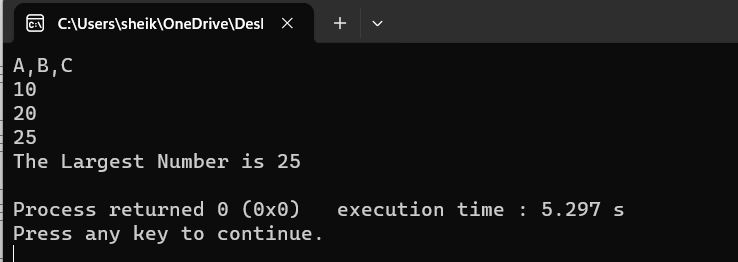 C:\Users\sheik\OneDrive\Desl
A,B,C
10
20
25
The Largest Number is 25
Process returned 0 (0x0)   execution time : 5.297 s
Press any key to continue.